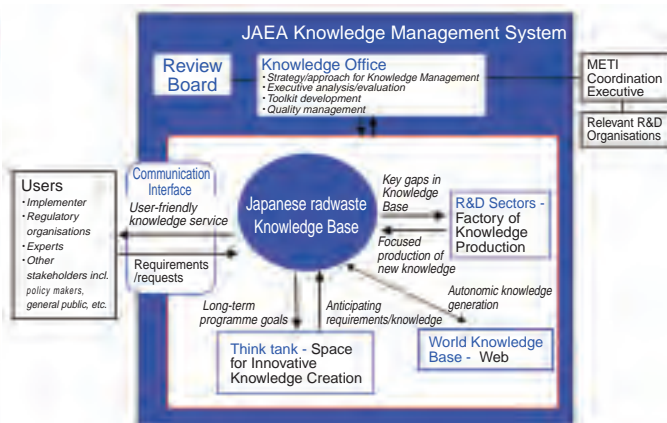 JAEA Knowledge Management System
Review
Board
Knowledge Office
・Strategy/approach for Knowledge Management
・Executive analysis/evaluation
・Toolkit development
・Quality management
METI
Coordination
Executive
Relevant R&D
Organisations
Users
・Implementer
・Regulatory
organisations
・Experts
・Other
stakeholders incl.
policy makers,
general public, etc.
Communication
Interface
User-friendly
knowledge service
Requirements
/requests
Japanese radwaste
Knowledge Base
Key gaps in
Knowledge
Base
Focused
production of
new knowledge
R&D Sectors -
Factory of
Knowledge
Production
Autonomic knowledge
generation
Long-term
programme goals
Anticipating
requirements/knowledge
Think tank - Space
for Innovative
Knowledge Creation
World Knowledge
Base - Web